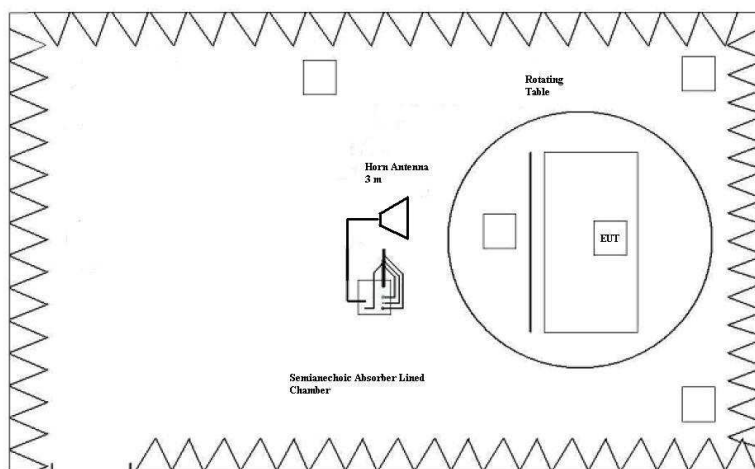 Rotating
Table
Horn Antenna
3 m
EUT
Semianechoic Absorber Lined
Chamber